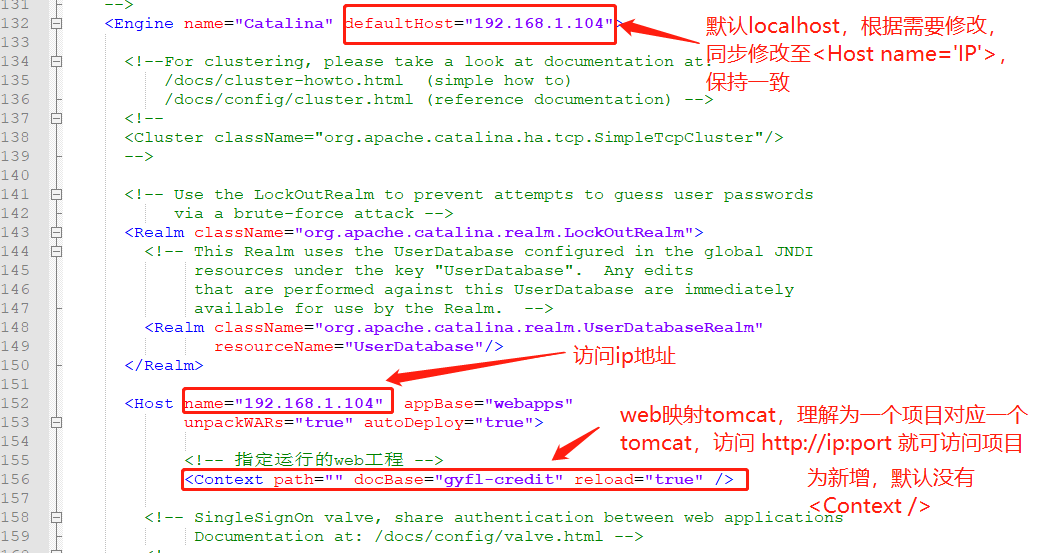 131 -->
132 <Engine name="Catalina" defaultHost="192.168.1.104">
默认localhost，根据需要修改，
同步修改至<Host name='IP'>，
保持一致
133
134 <!--For clustering, please take a look at documentation at:
135 /docs/cluster-howto.html (simple how to)
136 /docs/config/cluster.html (reference documentation) -->
137 <!--
138 <Cluster className="org.apache.catalina.ha.tcp.SimpleTcpCluster"/>
139 -->
140
141 <!-- Use the LockOutRealm to prevent attempts to guess user passwords
142 via a brute-force attack -->
143 <Realm className="org.apache.catalina.realm.LockOutRealm">
144 <!-- This Realm uses the UserDatabase configured in the global JNDI
145 resources under the key "UserDatabase". Any edits
146 that are performed against this UserDatabase are immediately
147 available for use by the Realm. -->
148 <Realm className="org.apache.catalina.realm.UserDatabaseRealm"
149 resourceName="UserDatabase"/>
访问ip地址
150 </Realm>
151
152 <Host name="192.168.1.104" appBase="webapps"
153 unpackWARs="true" autoDeploy="true">
web映射tomcat，理解为一个项目对应一个
tomcat，访问 http://ip:port 就可访问项目
154
155 <!-- 指定运行的web工程 -->
156 <Context path="" docBase="gyfl-credit" reload="true" />
为新增，默认没有
<Context />
157
158 <!-- SingleSignOn valve, share authentication between web applications
159 Documentation at: /docs/config/valve.html -->